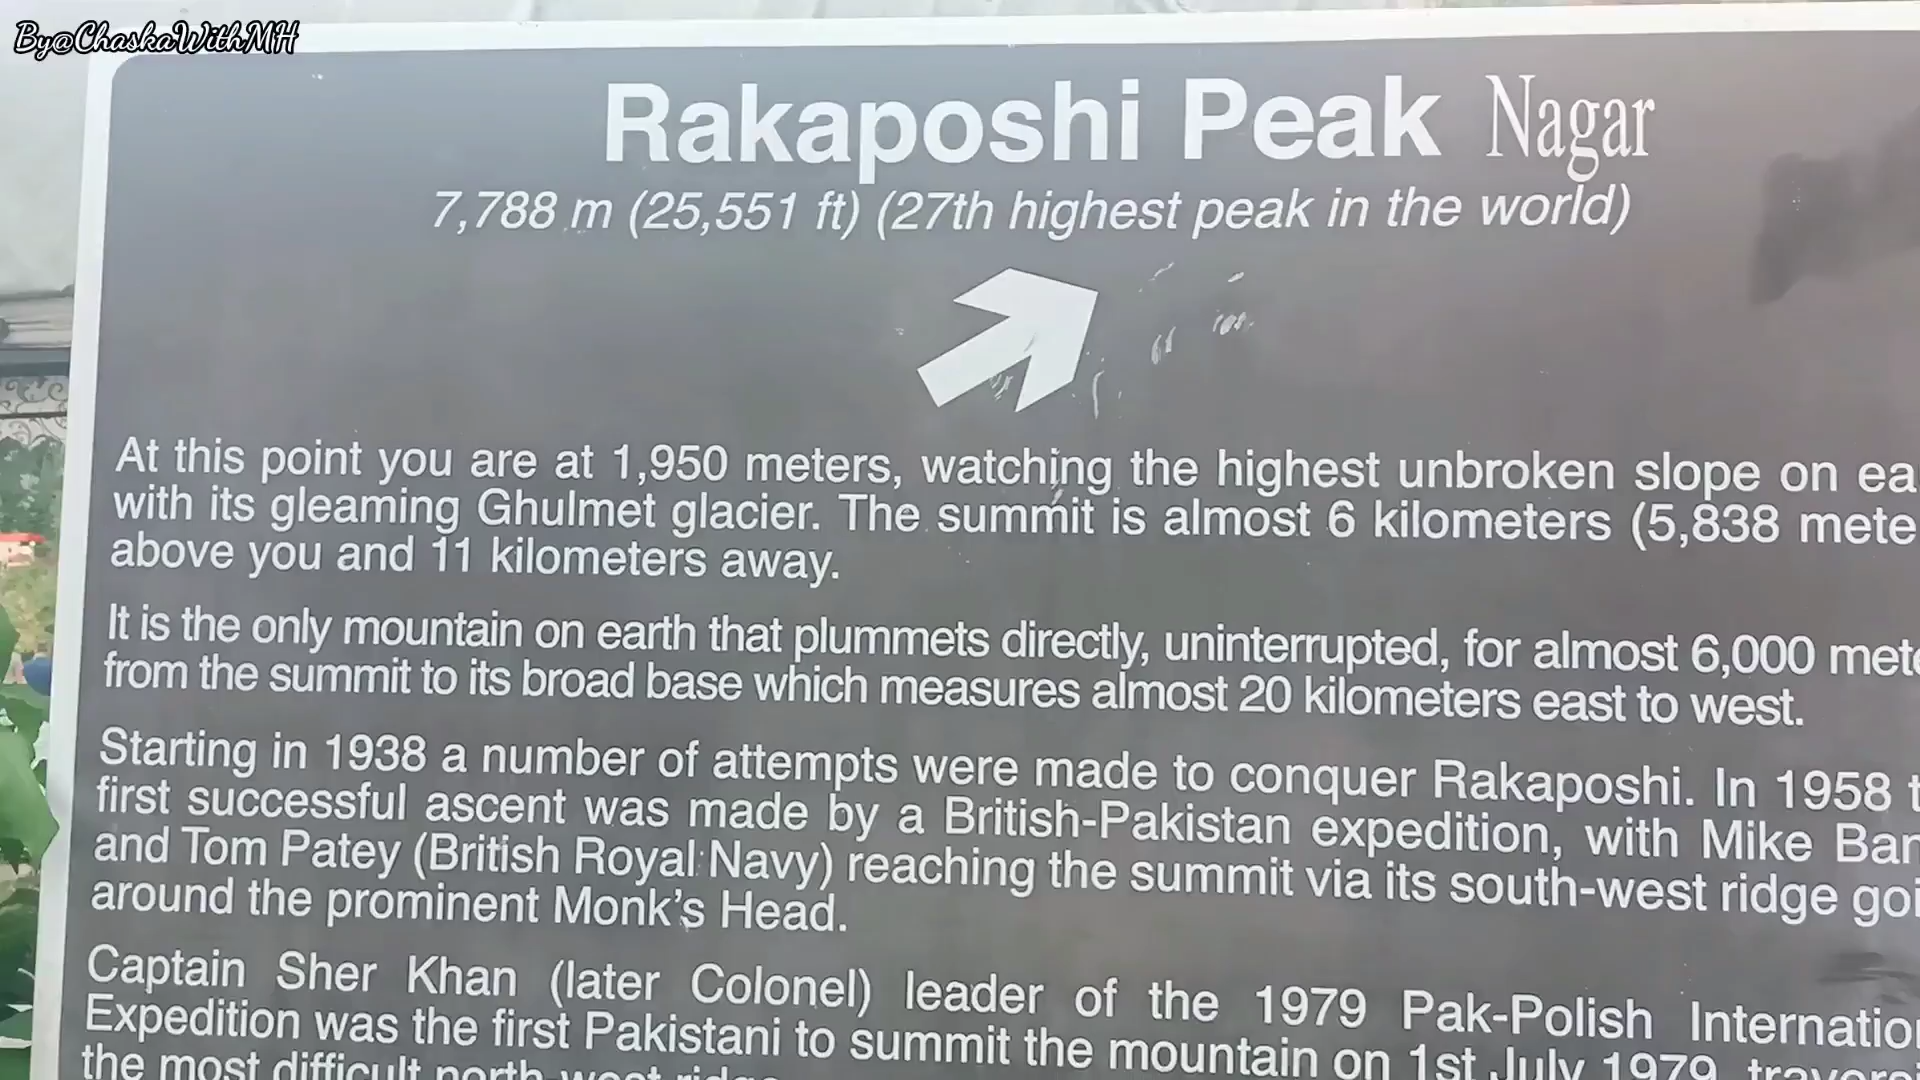 By@ChaskaWithMH
Rakaposhi Peak Nagar
7,788 m (25,551 ft) (27th highest peak in the world)
At this point you are at 1,950 meters, watching the highest unbroken slope on
with its gleaming Ghulmet glacier. The summit is almost 6 kilometers (5,838
above you and 11 kilometers away.
It is the only mountain on earth that plummets directly, uninterrupted, for almost 6,000
from the summit to its broad base which measures almost 20 kilometers east to west.
Starting in 1938 a number of attempts were made to conquer Rakaposhi. In 1958
first successful ascent was made by a British-Pakistan expedition, with Mike
and Tom Patey (British Royal Navy) reaching the summit via its south-west ridge
around the prominent Monk's Head.
Captain Sher Khan (later Colonel) leader of the 1979 Pak-Polish
Expedition was the first Pakistani to summit the mountain on 1st July 1979,
the most difficult north-west ridge